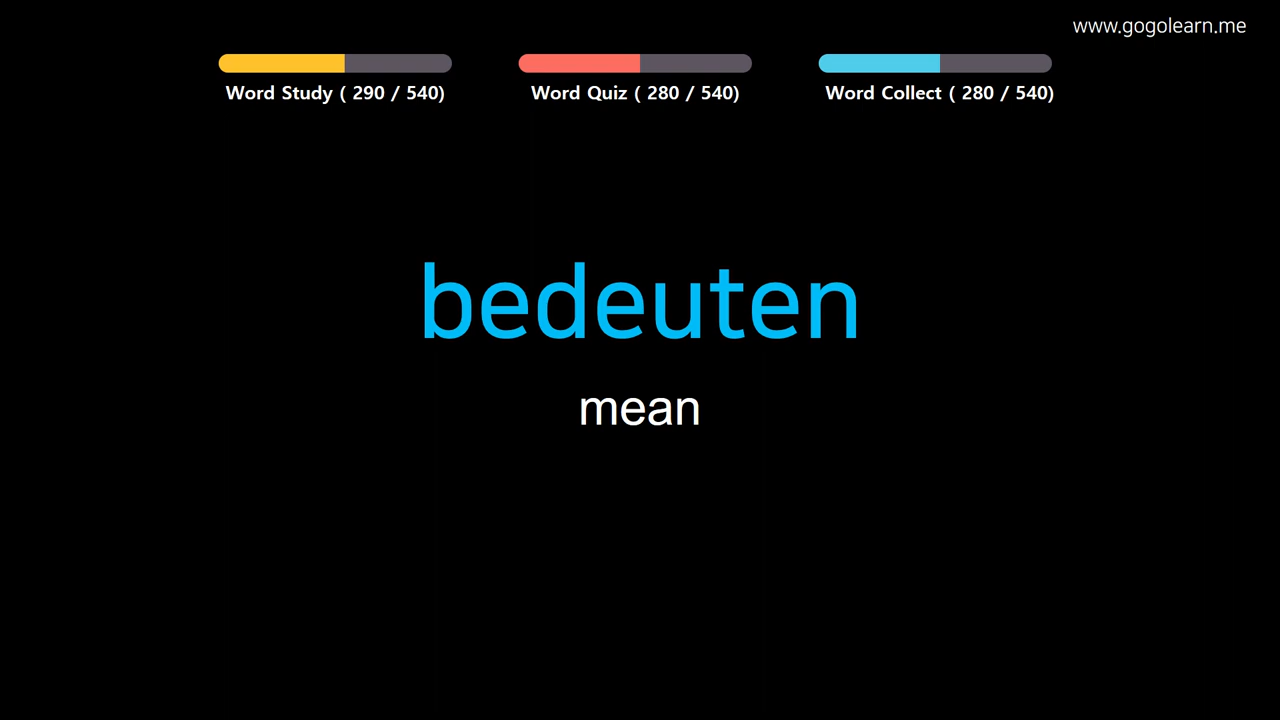 www.gogolearn.me
Word Study ( 290 / 540)
Word Quiz ( 280 / 540)
Word Collect ( 280 / 540)
bedeuten
mean